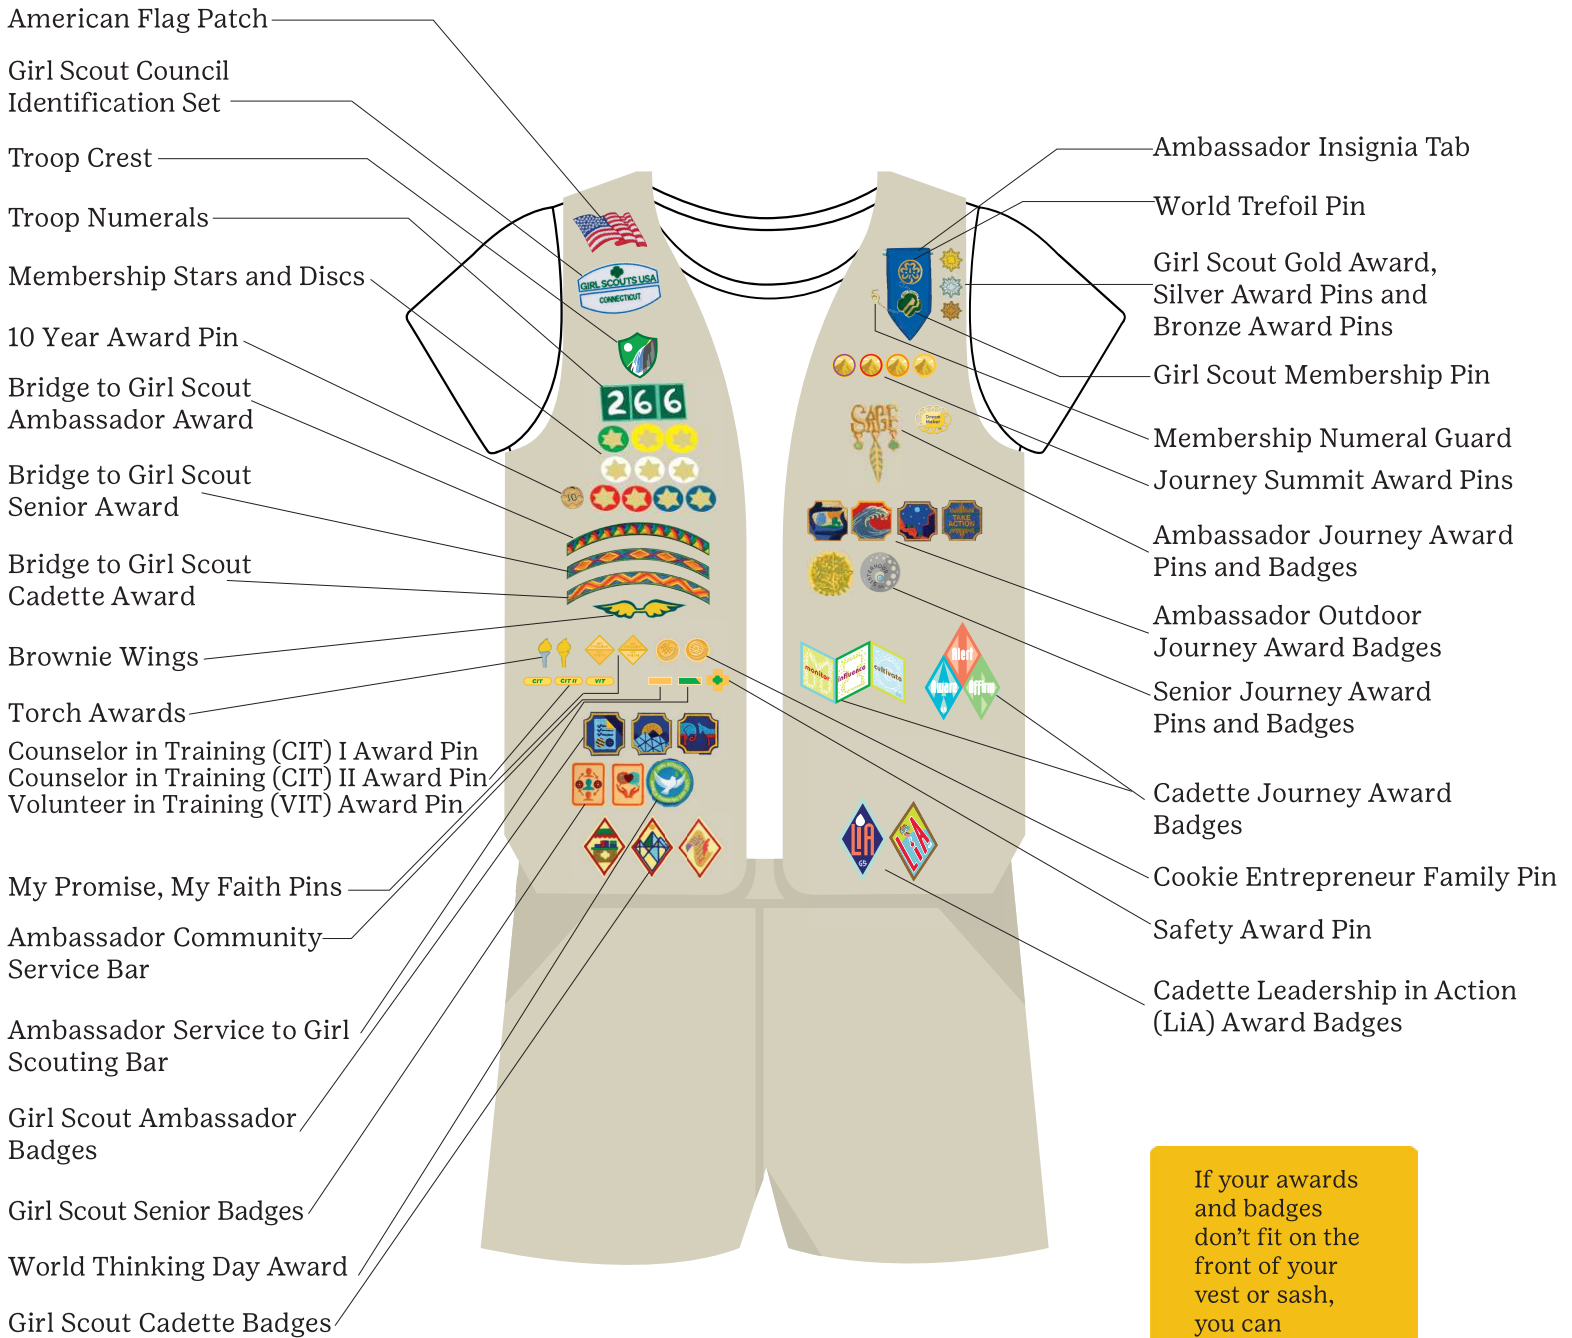 American Flag Patch
Girl Scout Council
Identification Set
Troop Crest
Troop Numerals
Membership Stars and Discs
10 Year Award Pin
Bridge to Girl Scout
Ambassador Award
Bridge to Girl Scout
Senior Award
Bridge to Girl Scout
Cadette Award
Brownie Wings
Torch Awards
Counselor in Training (CIT) I Award Pin
Counselor in Training (CIT) II Award Pin
Volunteer in Training (VIT) Award Pin
My Promise, My Faith Pins
Ambassador Community
Service Bar
Ambassador Service to Girl
Scouting Bar
Girl Scout Ambassador
Badges
Girl Scout Senior Badges
World Thinking Day Award
Girl Scout Cadette Badges
GIRL SCOUTS USA
CONNECTICUT
266
10
CIT
CIT II
VIT
SAGE
Dream
Maker
TAKE
ACTION
monitor
influence
cultivate
Alert
Aware
Affirm
LiA
GS
LiA
Ambassador Insignia Tab
World Trefoil Pin
Girl Scout Gold Award,
Silver Award Pins and
Bronze Award Pins
Girl Scout Membership Pin
Membership Numeral Guard
Journey Summit Award Pins
Ambassador Journey Award
Pins and Badges
Ambassador Outdoor
Journey Award Badges
Senior Journey Award
Pins and Badges
Cadette Journey Award
Badges
Cookie Entrepreneur Family Pin
Safety Award Pin
Cadette Leadership in Action
(LiA) Award Badges
If your awards
and badges
don't fit on the
front of your
vest or sash,
you can